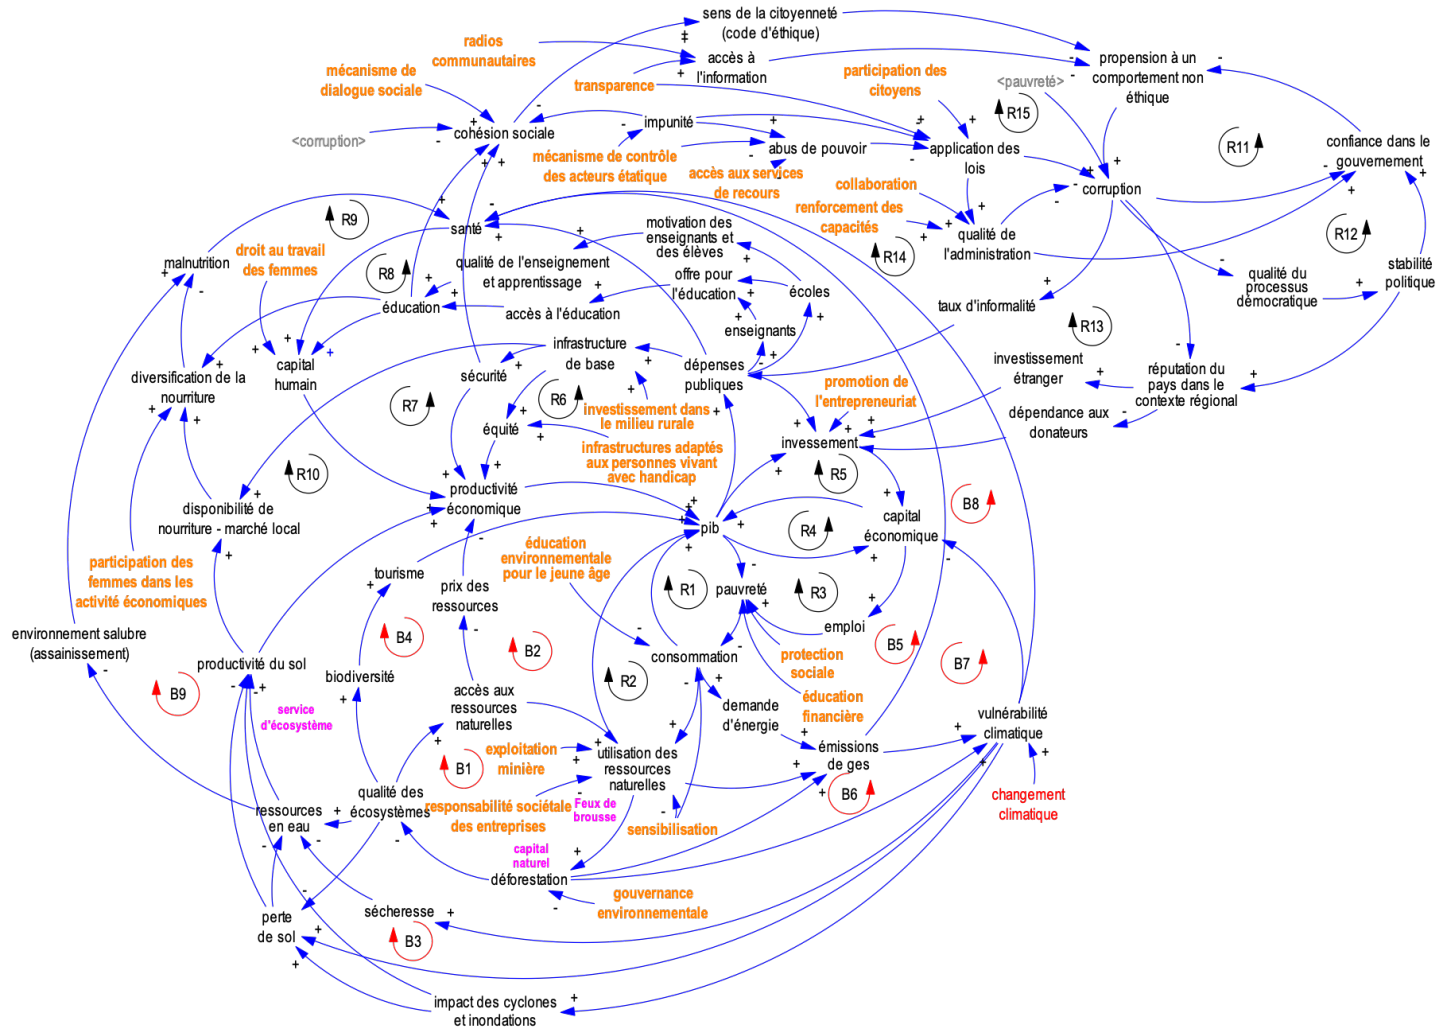 sens de la citoyenneté
(code d'éthique)
radios
communautaires
accès à
l'information
propension à un
comportement non
éthique
mécanisme de
dialogue sociale
transparence
participation des
citoyens
<pauvreté>
R15
<corruption>
cohésion sociale
impunité
abus de pouvoir
application des
lois
R11
confiance dans le
gouvernement
mécanisme de contrôle
des acteurs étatique
accès aux services
de recours
collaboration
renforcement des
capacités
corruption
R9
santé
motivation des
enseignants et
des élèves
R14
qualité de
l'administration
R12
droit au travail
des femmes
malnutrition
R8
qualité de l'enseignement
et apprentissage
offre pour
l'éducation
écoles
qualité du
processus
démocratique
stabilité
politique
éducation
accès à l'éducation
enseignants
taux d'informalité
R13
infrastructure
de base
dépenses
publiques
investissement
étranger
réputation du
pays dans le
contexte régional
capital
humain
diversification de la
nourriture
sécurité
R7
R6
investissement dans
le milieu rurale
promotion de
l'entrepreneuriat
dépendance aux
donateurs
équité
infrastructures adaptés
aux personnes vivant
avec handicap
invessement
R5
R10
productivité
économique
disponibilité de
nourriture - marché local
pib
R4
capital
économique
B8
participation des
femmes dans les
activité économiques
tourisme
éducation
environnementale
pour le jeune âge
prix des
ressources
R1
pauvreté
R3
emploi
environnement salubre
(assainissement)
B4
B2
consommation
protection
sociale
B5
B7
productivité du sol
biodiversité
R2
B9
service
d'écosystème
accès aux
ressources
naturelles
demande
d'énergie
éducation
financière
vulnérabilité
climatique
exploitation
minière
utilisation des
ressources
naturelles
émissions
de ges
B1
B6
qualité des
écosystèmes
ressources
en eau
responsabilité sociétale
des entreprises
Feux de
brousse
sensibilisation
changement
climatique
capital
naturel
déforestation
gouvernance
environnementale
perte
de sol
sécheresse
B3
impact des cyclones
et inondations